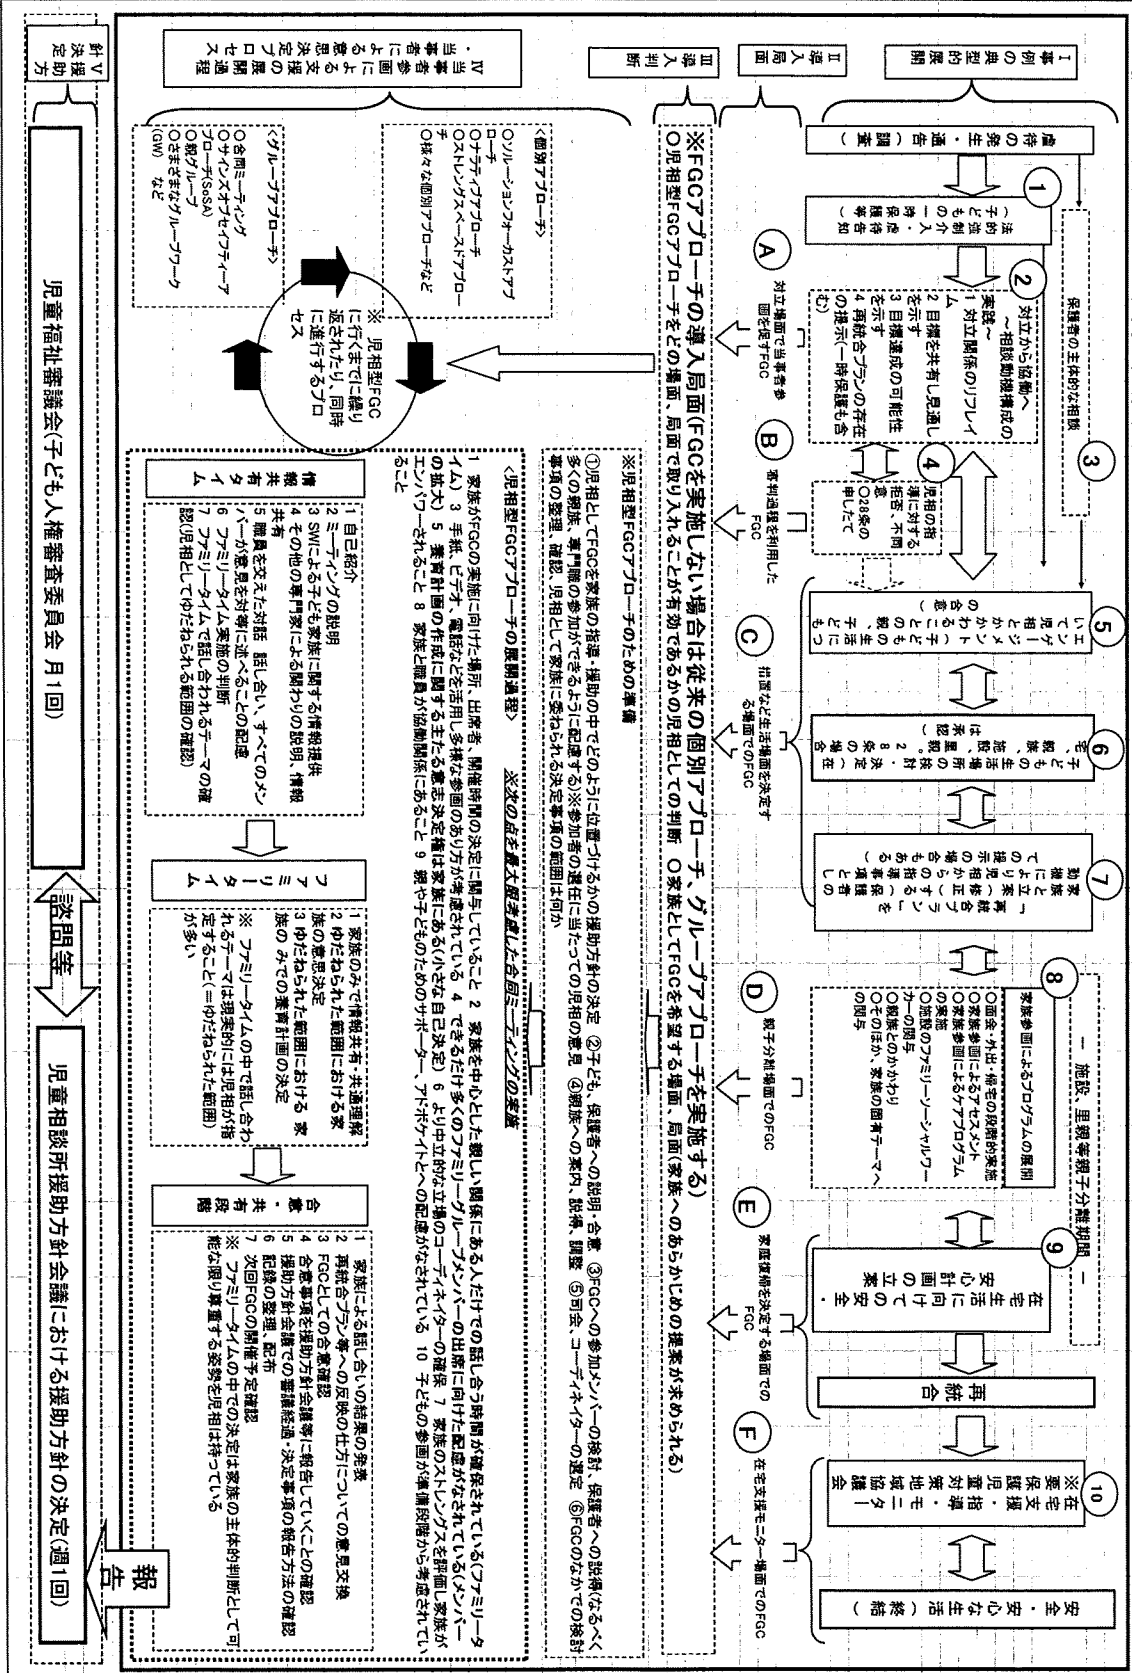 Ⅰ 事例の典型的展開
虐待の発生・通告(調査)
①
法的強制介入・虐待告知
(子どもの一時保護等)
保護者の主体的な相談
③
②
対立から協働へ
~相談動機構成の
実践~
1 対立関係のリフレイ
ム
2 目標を共有し見通し
を示す
3 目標達成の可能性
を示す
4 再統合プランの存在
の提示(一時保護も含
む)
④
児相の指
導に対する
拒否、不同
意
○28条の
申したて
⑤
エンゲージメント(子どもの生活につ
いて児相とかかわることの親、子ども
の合意)
⑥
子どもの生活場所の検討・決定(在
宅、親族、施設、里親。28条の場合
は承認)
⑦
「再統合プラン」を
家族とともに立案(児相からの指導事項と
動機により修正する、保護者と
しての提示の場合もある)
― 施設、里親等親子分離期間 ―
⑧
家族参画によるプログラムの展開
○面会・外出・帰宅の段階的実施
○家族参画によるアセスメント
○家族参画によるケアプログラム
の実施
○施設のファミリーソーシャルワー
カーの関与
○親族とのかかわり
○そのほか、家族の固有テーマへ
の関与
⑨
在宅生活に向けての安全・
安心計画の立案
再統合
⑩
※在宅支援・指導・モニター
要保護児童対策地域協議会
安全・安心な生活(終結)
Ⅱ 導入局面
A
対立場面で当事者参
画を促すFGC
B
審判過程を利用した
FGC
C
措置など生活場面を決定す
る場面でのFGC
D
親子分離場面でのFGC
E
家庭復帰を決定する場面での
FGC
F
在宅支援モニター場面でのFGC
Ⅲ 導入判断
※FGCアプローチの導入局面(FGCを実施しない場合は従来の個別アプローチ、グループアプローチを実施する)
○児相型FGCアプローチをどの場面、局面で取り入れることが有効であるかの児相としての判断 ○家族としてFGCを希望する場面、局面(家族へのあらかじめの提案が求められる)
Ⅳ 当事者参画による支援の展開過程
・当事者による意思決定プロセス
※児相型FGCアプローチのための準備
①児相としてFGCを家族の指導・援助の中でどのように位置づけるかの援助方針の決定 ②子ども、保護者への説明・合意 ③FGCへの参加メンバーの検討、保護者への説得(なるべく
多くの親族、専門職の参加ができるように配慮する)※参加者の選任に当たっての児相の意見 ④親族への案内、説得、調整 ⑤司会、コーディネイターの選定 ⑥FGCのなかでの検討
事項の整理、確認、児相として家族に委ねられる決定事項の範囲は何か
<個別アプローチ>
○ソルーションフォーカストアプ
ローチ
○ナラティブアプローチ
○ストレングスベーストアプロー
チ
○様々な個別アプローチなど
<グループアプローチ>
○合同ミーティング
○サインズオブセイフティーア
プローチ(SoSA)
○親グループ
○さまざまなグループワーク
(GW) など
※ 児相型FGC
に行くまでに繰り
返されたり、同時
に進行するプロ
セス
<児相型FGCアプローチの展開過程> ※次の点を最大限考慮した合同ミーティングの実施
1 家族がFGCの実施に向けた場所、出席者、開催時間の決定に関与していること 2 家族を中心とした親しい関係にある人だけでの話し合う時間が確保されている(ファミリータ
イム) 3 手紙、ビデオ、電話などを活用し多様な参画のあり方が考慮されている 4 できるだけ多くのファミリーグループメンバーの出席に向けた配慮がなされている(メンバー
の拡大) 5 養育計画の作成に関する主たる意志決定権は家族にある(小さな自己決定) 6 より中立的な立場のコーディネイターの確保 7 家族のストレングスを評価し家族が
エンパワーされること 8 家族と職員が協働関係にあること 9 親や子どものためのサポーター、アドボケイトへの配慮がなされている 10 子どもの参画が準備段階から考慮されてい
ること
情報共有タイム
1 自己紹介
2 ミーティングの説明
3 SWによる子ども家族に関する情報提供
4 その他の専門家による関わりの説明、情報
共有
5 職員を交えた対話 話し合い、すべてのメン
バーが意見を対等に述べることの配慮
6 ファミリータイム実施の判断
7 ファミリータイムで話し合われるテーマの確
認(児相としてゆだねられる範囲の確認)
ファミリータイム
1 家族のみで情報共有・共通理解
2 ゆだねられた範囲における家
族の意思決定
3 ゆだねられた範囲における 家
族の みでの養育計画の決定
※ ファミリータイムの中で話し合わ
れるテーマは現実的には児相が指
定すること(=ゆだねられた範囲)
が多い
合意・共有段階
1 家族による話し合いの結果の発表
2 再統合プラン等への反映の仕方についての意見交換
3 FGCとしての合意確認
4 合意事項を援助方針会議等に報告していくことの確認
5 援助方針会議での審議経過・決定事項の報告方法の確認
6 記録の整理、配布
7 次回FGCの開催予定確認
※ ファミリータイムの中での決定は家族の主体的判断として可
能な限り尊重する姿勢を児相は持っている
Ⅴ 援助方針決定
児童福祉審議会(子ども人権審査委員会 月1回)
諮問等
児童相談所援助方針会議における援助方針の決定(週1回)
報告